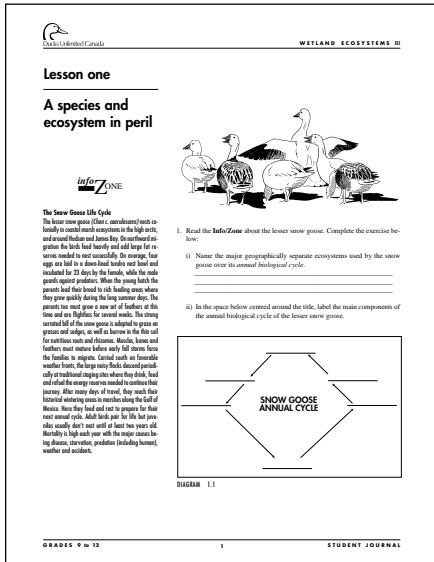 Ducks Unlimited Canada
WETLAND ECOSYSTEMS III
Lesson one
A species and
ecosystem in peril
info
ZONE
The Snow Goose Life Cycle
The lesser snow goose (Chen c. caerulescens) nests co-
lonially in coastal marsh ecosystems in the high arctic,
and around Hudson and James Bay. On northward mi-
gration the birds feed heavily and add large fat re-
serves needed to nest successfully. On average, four
eggs are laid in a down-lined tundra nest bowl and
incubated for 23 days by the female, while the male
guards against predators. When the young hatch the
parents lead their brood to rich feeding areas where
they grow quickly during the long summer days. The
parents too must grow a new set of feathers at this
time and are flightless for several weeks. The strong
serrated bill of the snow goose is adapted to graze on
grasses and sedges, as well as burrow in the thin soil
for nutritious roots and rhizomes. Muscles, bones and
feathers must mature before early fall storms force
the families to migrate. Carried south on favorable
weather fronts, the large noisy flocks descend periodi-
cally at traditional staging sites where they drink, feed
and refuel the energy reserves needed to continue their
journey. After many days of travel, they reach their
historical wintering areas in marshes along the Gulf of
Mexico. Here they feed and rest to prepare for their
next annual cycle. Adult birds pair for life but juve-
niles usually don't nest until at least two years old.
Mortality is high each year with the major causes be-
ing disease, starvation, predation (including human),
weather and accidents.
1. Read the Info/Zone about the lesser snow goose. Complete the exercise be-
low:
i) Name the major geographically separate ecosystems used by the snow
goose over its annual biological cycle.
ii) In the space below centred around the title, label the main components of
the annual biological cycle of the lesser snow goose.
SNOW GOOSE
ANNUAL CYCLE
DIAGRAM 1.1
GRADES 9 to 12
1
STUDENT JOURNAL